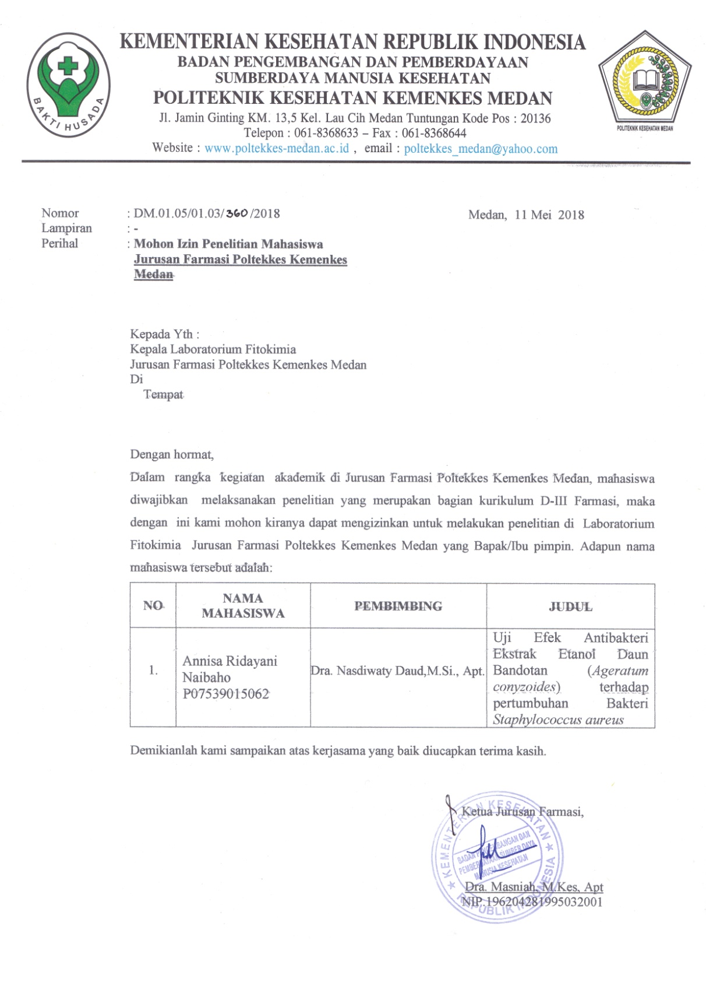 KEMENTERIAN KESEHATAN REPUBLIK INDONESIA
BADAN PENGEMBANGAN DAN PEMBERDAYAAN
SUMBERDAYA MANUSIA KESEHATAN
POLITEKNIK KESEHATAN KEMENKES MEDAN
Jl. Jamin Ginting KM. 13,5 Kel. Lau Cih Medan Tuntungan Kode Pos : 20136
Telepon : 061-8368633 – Fax : 061-8368644
Website : www.poltekkes-medan.ac.id , email : poltekkes_medan@yahoo.com
BAKTI HUSADA
POLITEKNIK KESEHATAN MEDAN
Nomor : DM.01.05/01.03/360/2018
Medan, 11 Mei 2018
Lampiran : -
Perihal : Mohon Izin Penelitian Mahasiswa
Jurusan Farmasi Poltekkes Kemenkes
Medan
Kepada Yth :
Kepala Laboratorium Fitokimia
Jurusan Farmasi Poltekkes Kemenkes Medan
Di
Tempat
Dengan hormat,
Dalam rangka kegiatan akademik di Jurusan Farmasi Poltekkes Kemenkes Medan, mahasiswa
diwajibkan melaksanakan penelitian yang merupakan bagian kurikulum D-III Farmasi, maka
dengan ini kami mohon kiranya dapat mengizinkan untuk melakukan penelitian di Laboratorium
Fitokimia Jurusan Farmasi Poltekkes Kemenkes Medan yang Bapak/Ibu pimpin. Adapun nama
mahasiswa tersebut adalah:
NO
NAMA
MAHASISWA
PEMBIMBING
JUDUL
1.
Annisa Ridayani
Naibaho
P07539015062
Dra. Nasdiwaty Daud,M.Si., Apt.
Uji Efek Antibakteri
Ekstrak Etanol Daun
Bandotan (Ageratum
conyzoides) terhadap
pertumbuhan Bakteri
Staphylococcus aureus
Demikianlah kami sampaikan atas kerjasama yang baik diucapkan terima kasih.
Ketua Jurusan Farmasi,
KEMENTERIAN KESEHATAN
BADAN PENGEMBANGAN DAN
PEMBERDAYAAN SUMBER DAYA
MANUSIA KESEHATAN
REPUBLIK INDONESIA
Dra. Masniah, M.Kes, Apt
NIP.196204281995032001